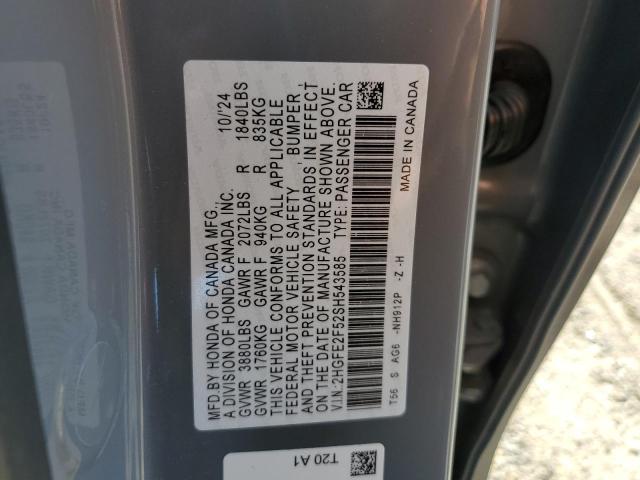 MFD.BY HONDA OF CANADA MFG., 10/'24
A DIVISION OF HONDA CANADA INC.
GVWR 3880LBS GAWR F 2072LBS R 1840LBS
GVWR 1760KG GAWR F 940KG R 835KG
THIS VEHICLE CONFORMS TO ALL APPLICABLE
FEDERAL MOTOR VEHICLE SAFETY , BUMPER ,
AND THEFT PREVENTION STANDARDS IN EFFECT
ON THE DATE OF MANUFACTURE SHOWN ABOVE.
V.I.N.:2HGFE2F52SH543585 TYPE: PASSENGER CAR
T56 S AG6 -NH912P -Z -H
MADE IN CANADA
T20 A1